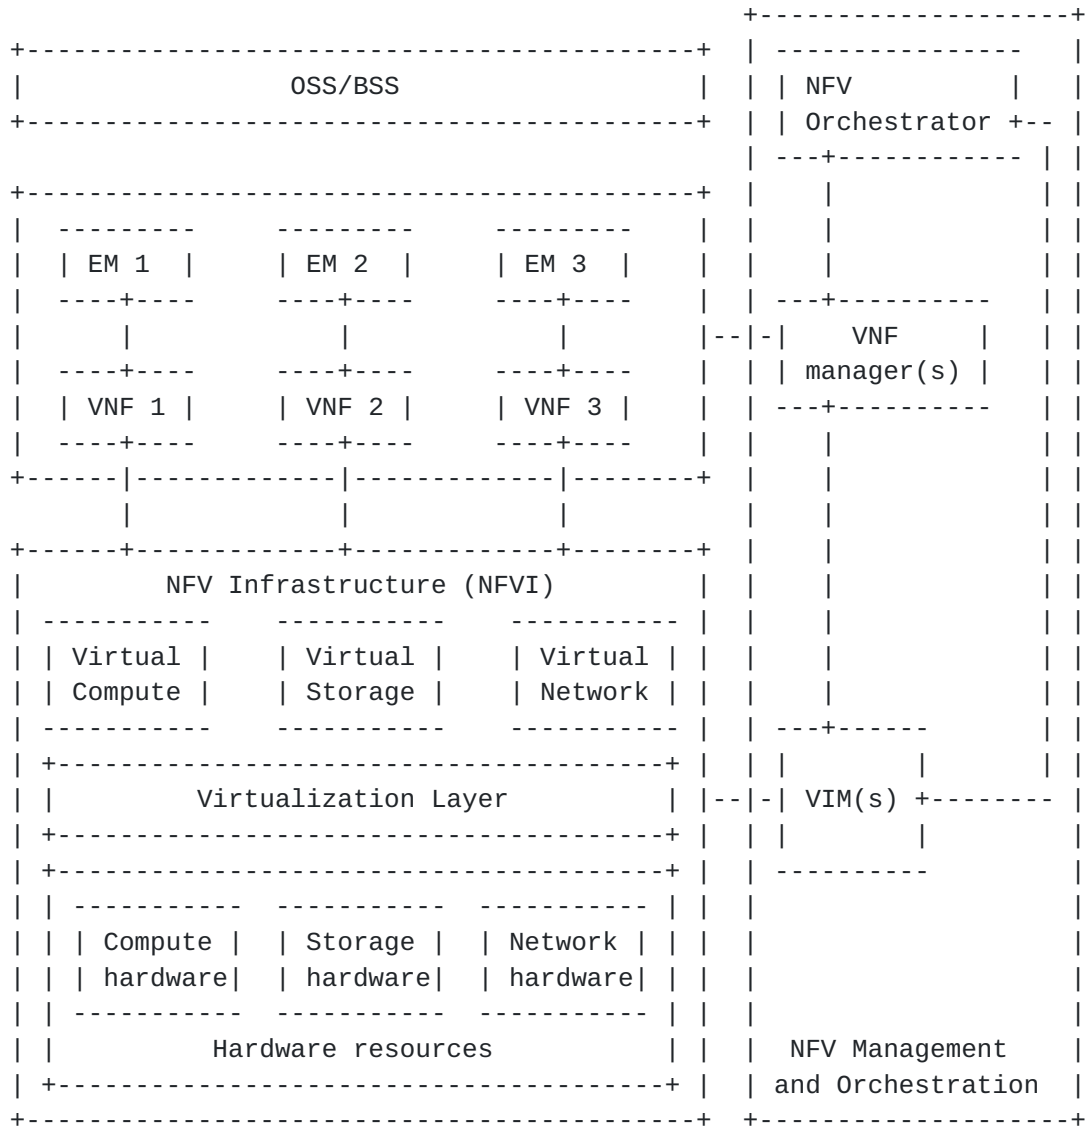 OSS/BSS
NFV
Orchestrator
EM 1 EM 2 EM 3
VNF
manager(s)
VNF 1 VNF 2 VNF 3
NFV Infrastructure (NFVI)
Virtual Virtual Virtual
Compute Storage Network
Virtualization Layer
VIM(s)
Compute Storage Network
hardware hardware hardware
Hardware resources
NFV Management
and Orchestration